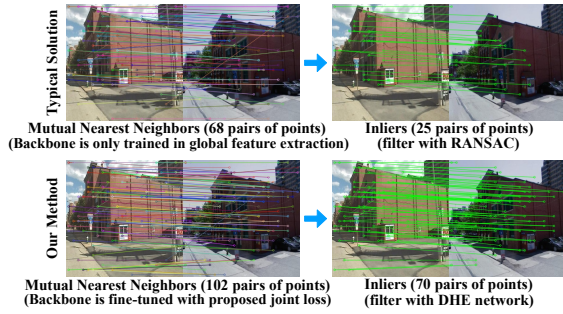 Typical Solution
Mutual Nearest Neighbors (68 pairs of points)
(Backbone is only trained in global feature extraction)
Inliers (25 pairs of points)
(filter with RANSAC)
Our Method
Mutual Nearest Neighbors (102 pairs of points)
(Backbone is fine-tuned with proposed joint loss)
Inliers (70 pairs of points)
(filter with DHE network)